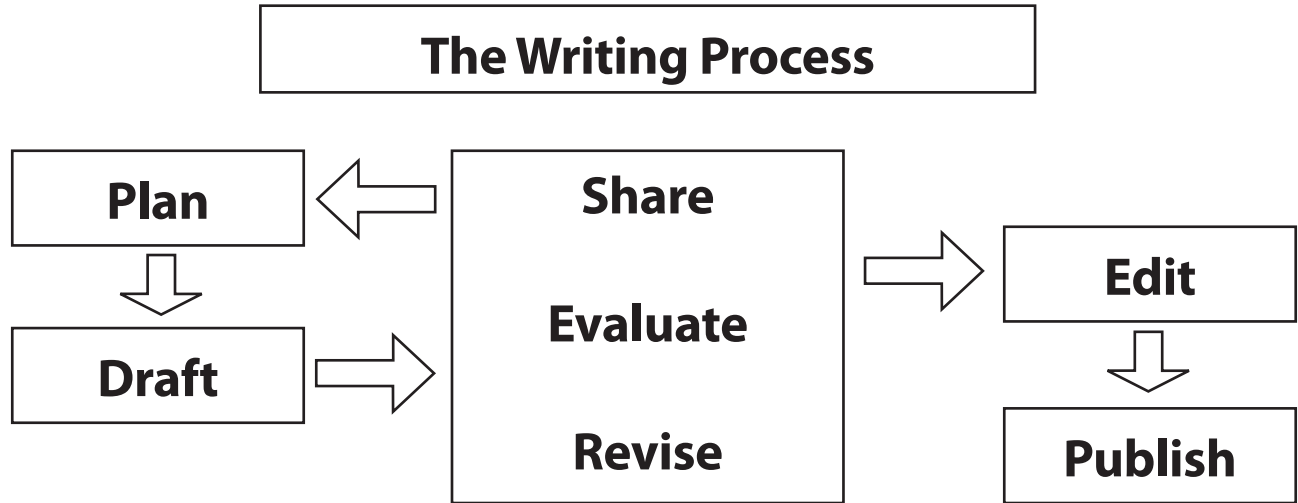 The Writing Process
Plan
Draft
Share
Evaluate
Revise
Edit
Publish